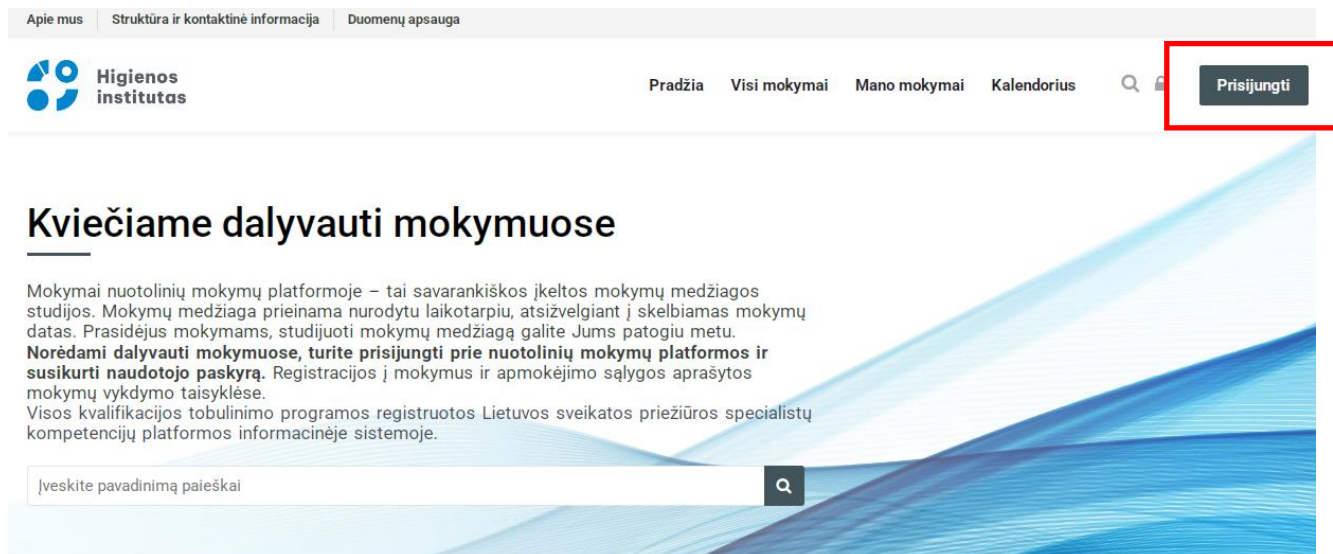 Apie mus Struktūra ir kontaktinė informacija Duomenų apsauga
Higienos
institutas
Pradžia Visi mokymai Mano mokymai Kalendorius Prisijungti
Kviečiame dalyvauti mokymuose
Mokymai nuotolinių mokymų platformoje – tai savarankiškos įkeltos mokymų medžiagos
studijos. Mokymų medžiaga prieinama nurodytu laikotarpiu, atsižvelgiant į skelbiamas mokymų
datas. Prasidėjus mokymams, studijuoti mokymų medžiagą galite Jums patogiu metu.
Norėdami dalyvauti mokymuose, turite prisijungti prie nuotolinių mokymų platformos ir
susikurti naudotojo paskyrą. Registracijos į mokymus ir apmokėjimo sąlygos aprašytos
mokymų vykdymo taisyklėse.
Visos kvalifikacijos tobulinimo programos registruotos Lietuvos sveikatos priežiūros specialistų
kompetencijų platformos informacinėje sistemoje.
Įveskite pavadinimą paieškai